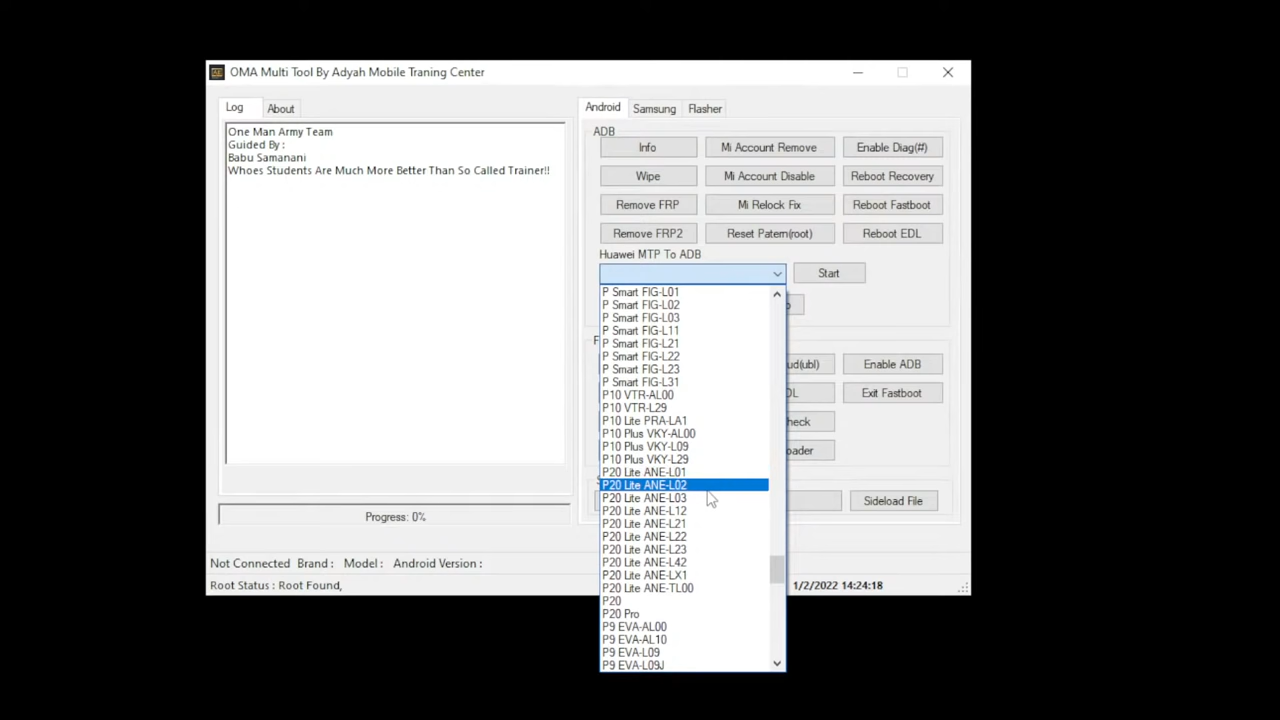 OMA Multi Tool By Adyah Mobile Traning Center
Log
About
One Man Army Team
Guided By :
Babu Samanani
Whoes Students Are Much More Better Than So Called Trainer!!
Progress: 0%
Android
Samsung
Flasher
ADB
Info
Mi Account Remove
Enable Diag(#)
Wipe
Mi Account Disable
Reboot Recovery
Remove FRP
Mi Relock Fix
Reboot Fastboot
Remove FRP2
Reset Patern(root)
Reboot EDL
Huawei MTP To ADB
Start
P Smart FIG-L01
P Smart FIG-L02
P Smart FIG-L03
P Smart FIG-L11
P Smart FIG-L21
P Smart FIG-L22
P Smart FIG-L23
P Smart FIG-L31
P10 VTR-AL00
P10 VTR-L29
P10 Lite PRA-LA1
P10 Plus VKY-AL00
P10 Plus VKY-L09
P10 Plus VKY-L29
P20 Lite ANE-L01
P20 Lite ANE-L02
P20 Lite ANE-L03
P20 Lite ANE-L12
P20 Lite ANE-L21
P20 Lite ANE-L22
P20 Lite ANE-L23
P20 Lite ANE-L42
P20 Lite ANE-LX1
P20 Lite ANE-TL00
P20
P20 Pro
P9 EVA-AL00
P9 EVA-AL10
P9 EVA-L09
P9 EVA-L09J
ud(ubl)
Enable ADB
DL
Exit Fastboot
heck
oader
Sideload File
Not Connected Brand : Model : Android Version :
Root Status : Root Found,
1/2/2022 14:24:18